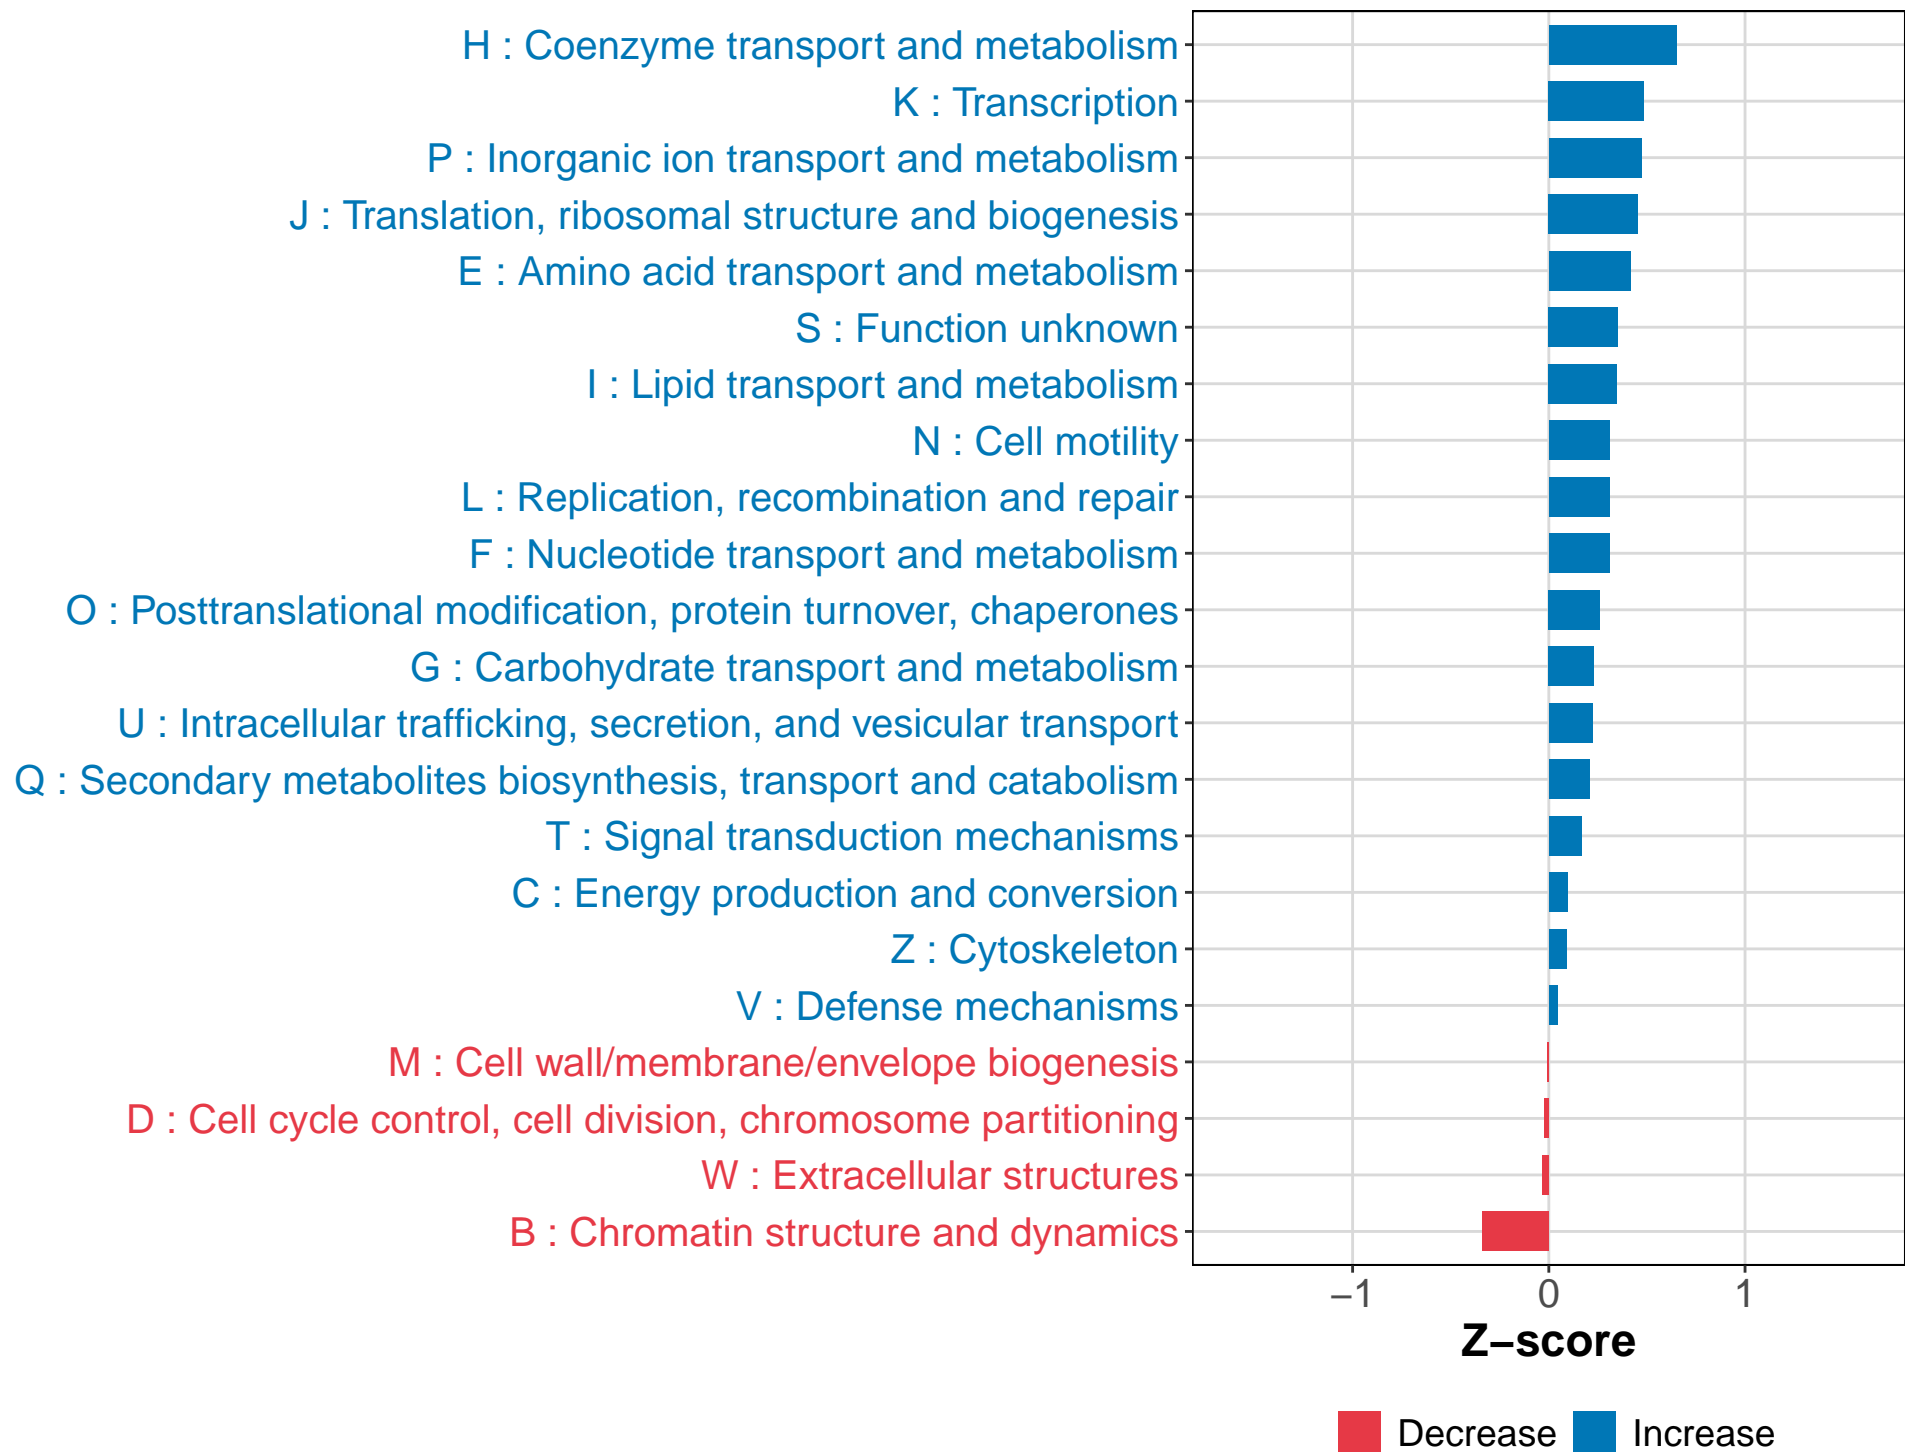 H : Coenzyme transport and metabolism
K : Transcription
P : Inorganic ion transport and metabolism
J : Translation, ribosomal structure and biogenesis
E : Amino acid transport and metabolism
S : Function unknown
I : Lipid transport and metabolism
N : Cell motility
L : Replication, recombination and repair
F : Nucleotide transport and metabolism
O : Posttranslational modification, protein turnover, chaperones
G : Carbohydrate transport and metabolism
U : Intracellular trafficking, secretion, and vesicular transport
Q : Secondary metabolites biosynthesis, transport and catabolism
T : Signal transduction mechanisms
C : Energy production and conversion
Z : Cytoskeleton
V : Defense mechanisms
M : Cell wall/membrane/envelope biogenesis
D : Cell cycle control, cell division, chromosome partitioning
W : Extracellular structures
B : Chromatin structure and dynamics
−1 0 1
Z−score
Decrease Increase